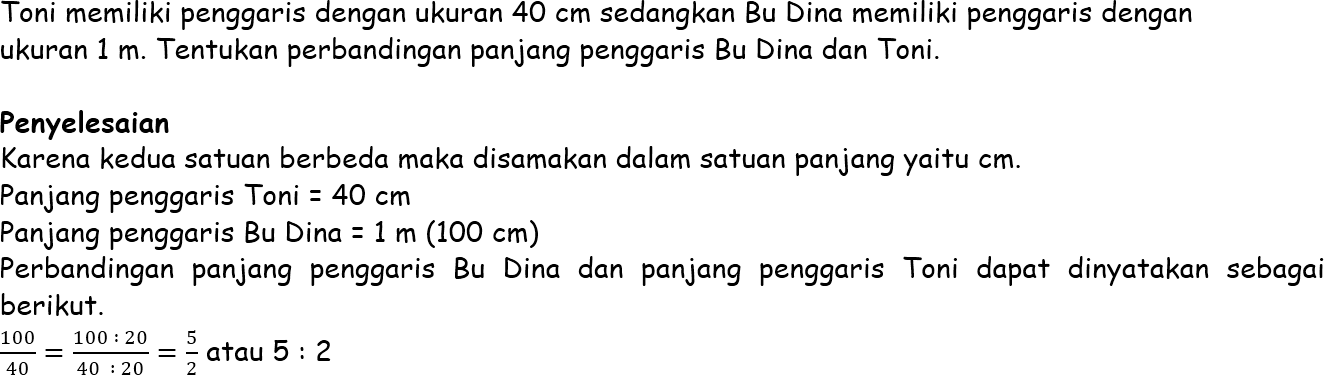 Toni memiliki penggaris dengan ukuran 40 cm sedangkan Bu Dina memiliki penggaris dengan
ukuran 1 m. Tentukan perbandingan panjang penggaris Bu Dina dan Toni.
Penyelesaian
Karena kedua satuan berbeda maka disamakan dalam satuan panjang yaitu cm.
Panjang penggaris Toni = 40 cm
Panjang penggaris Bu Dina = 1 m (100 cm)
Perbandingan panjang penggaris Bu Dina dan panjang penggaris Toni dapat dinyatakan sebagai
berikut.
100/40 = 100 : 20/40 : 20 = 5/2 atau 5 : 2